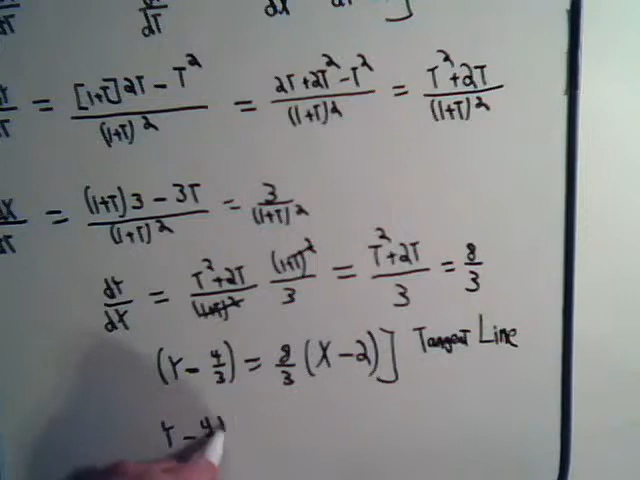 dT dX dT ]
= [1+T]2T − T² / (1+T)² = 2T+2T²−T² / (1+T)² = T²+2T / (1+T)²
dX/dT = (1+T)3 − 3T / (1+T)² = 3 / (1+T)²
dY/dX = T²+2T / (1+T)² (1+T)² / 3 = T²+2T / 3 = 8/3
(Y − 4/3) = 8/3 (X − 2)] Tangent Line
Y − 4/